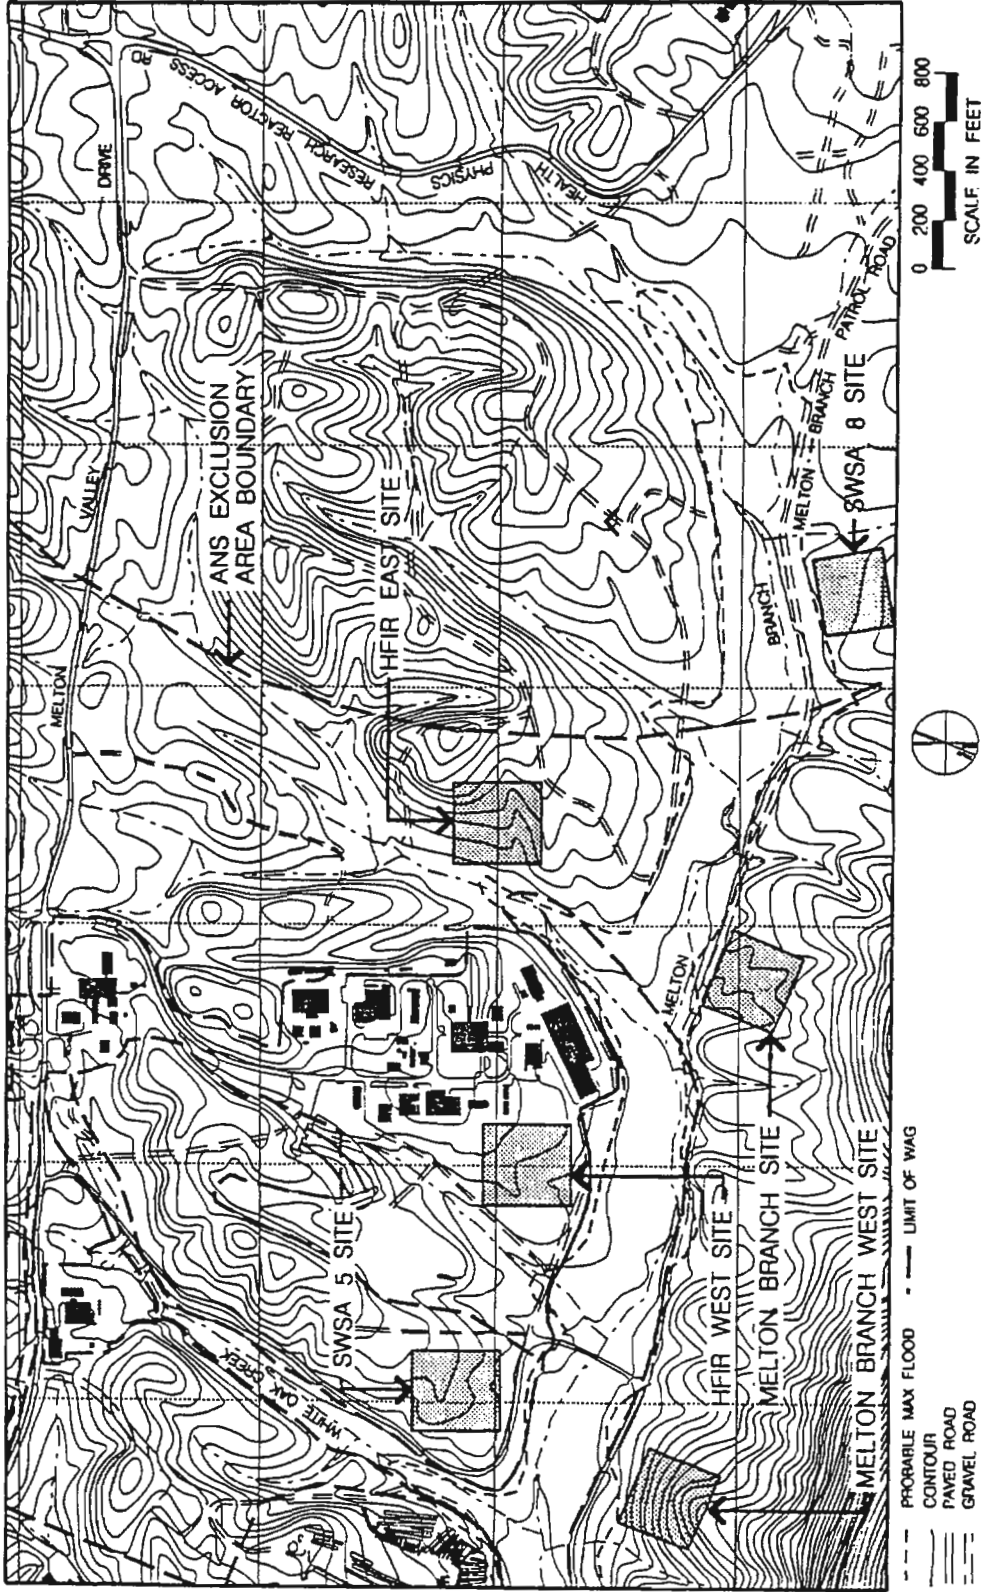 MELTON
VALLEY
DRIVE
HEALTH
PHYSICS
RESEARCH
REACTOR ACCESS
RD
ANS EXCLUSION
AREA BOUNDARY
HFIR EAST SITE
WHITE OAK CREEK
SWSA 5 SITE
MELTON
BRANCH
MELTON BRANCH
PATROL ROAD
SWSA 8 SITE
HFIR WEST SITE
MELTON BRANCH SITE
MELTON BRANCH WEST SITE
PROBABLE MAX FLOOD
LIMIT OF WAG
CONTOUR
PAVED ROAD
GRAVEL ROAD
0 200 400 600 800
SCALE IN FEET